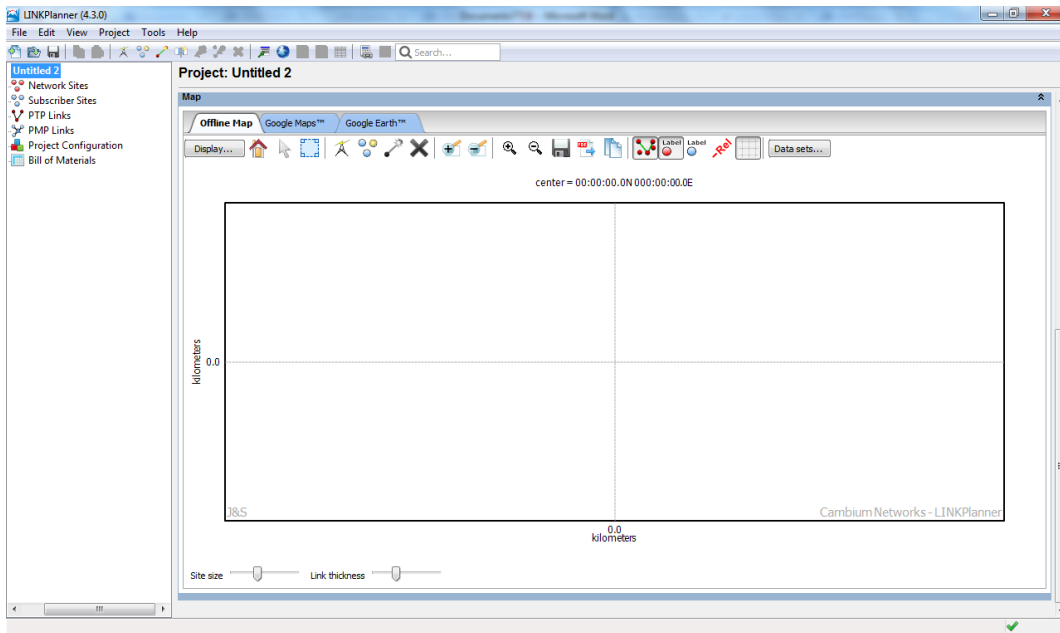 LINKPlanner (4.3.0)
File Edit View Project Tools Help
Search...
Untitled 2
Network Sites
Subscriber Sites
PTP Links
PMP Links
Project Configuration
Bill of Materials
Project: Untitled 2
Map
Offline Map Google Maps™ Google Earth™
Display... Label Label -Rel Data sets...
center = 00:00:00.0N 000:00:00.0E
kilometers
0.0
J&S Cambium Networks - LINKPlanner
0.0
kilometers
Site size Link thickness